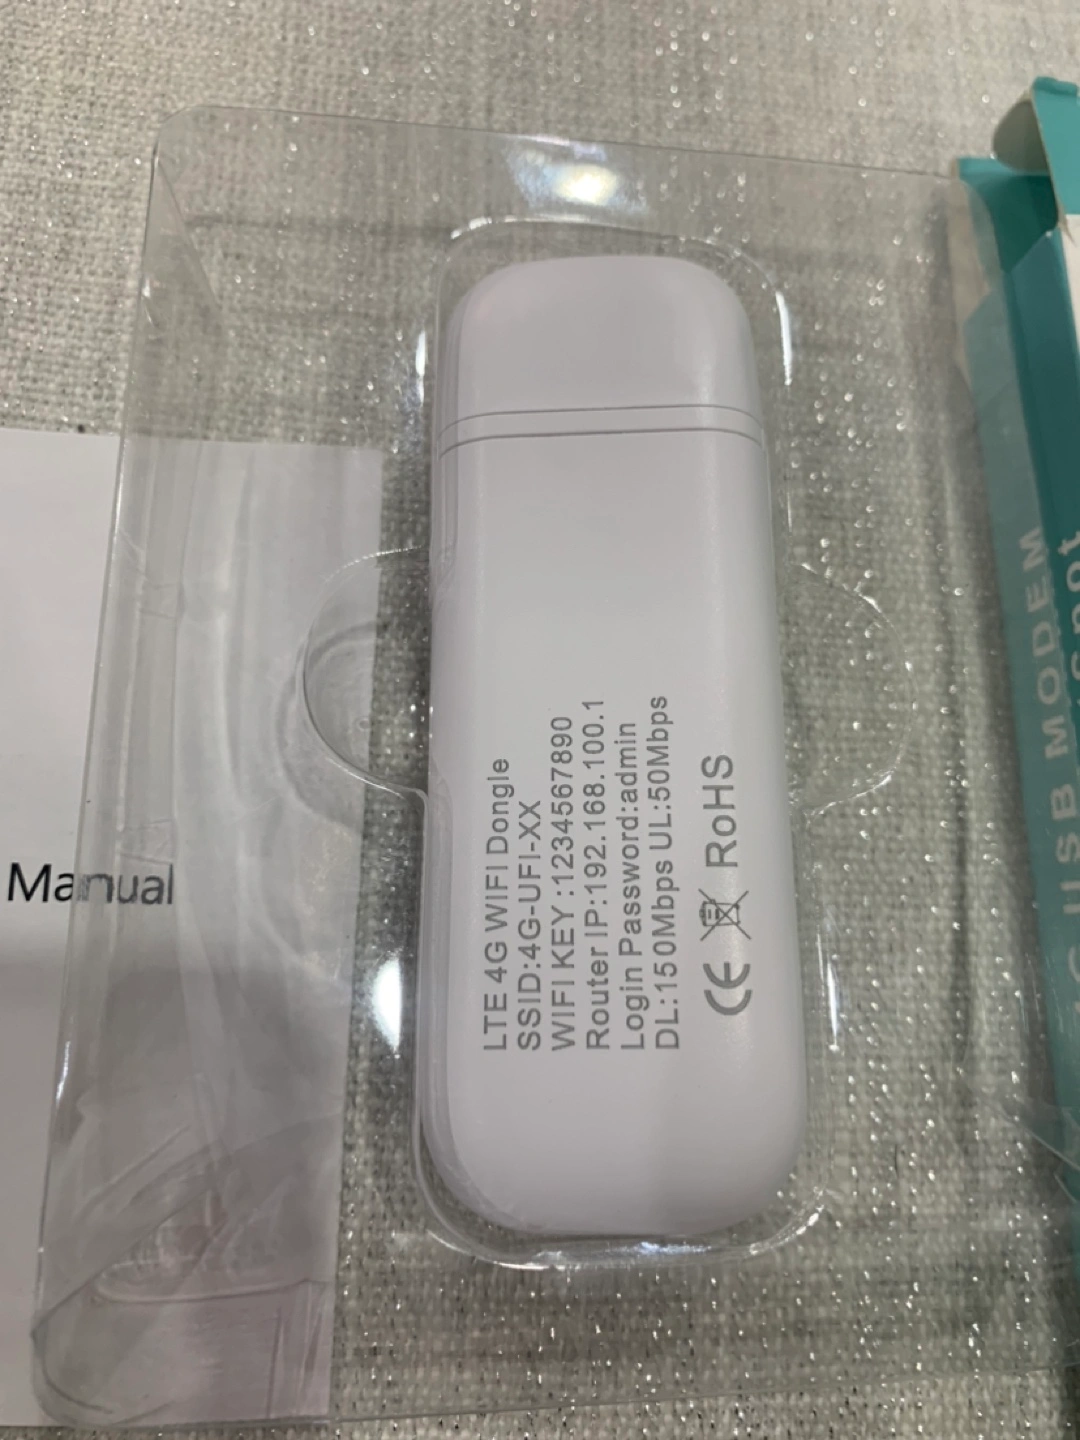 LTE 4G WIFI Dongle
SSID:4G-UFI-XX
WIFI KEY:1234567890
Router IP:192.168.100.1
Login Password:admin
DL:150Mbps UL:50Mbps
CE RoHS
Manual
USB MODEM